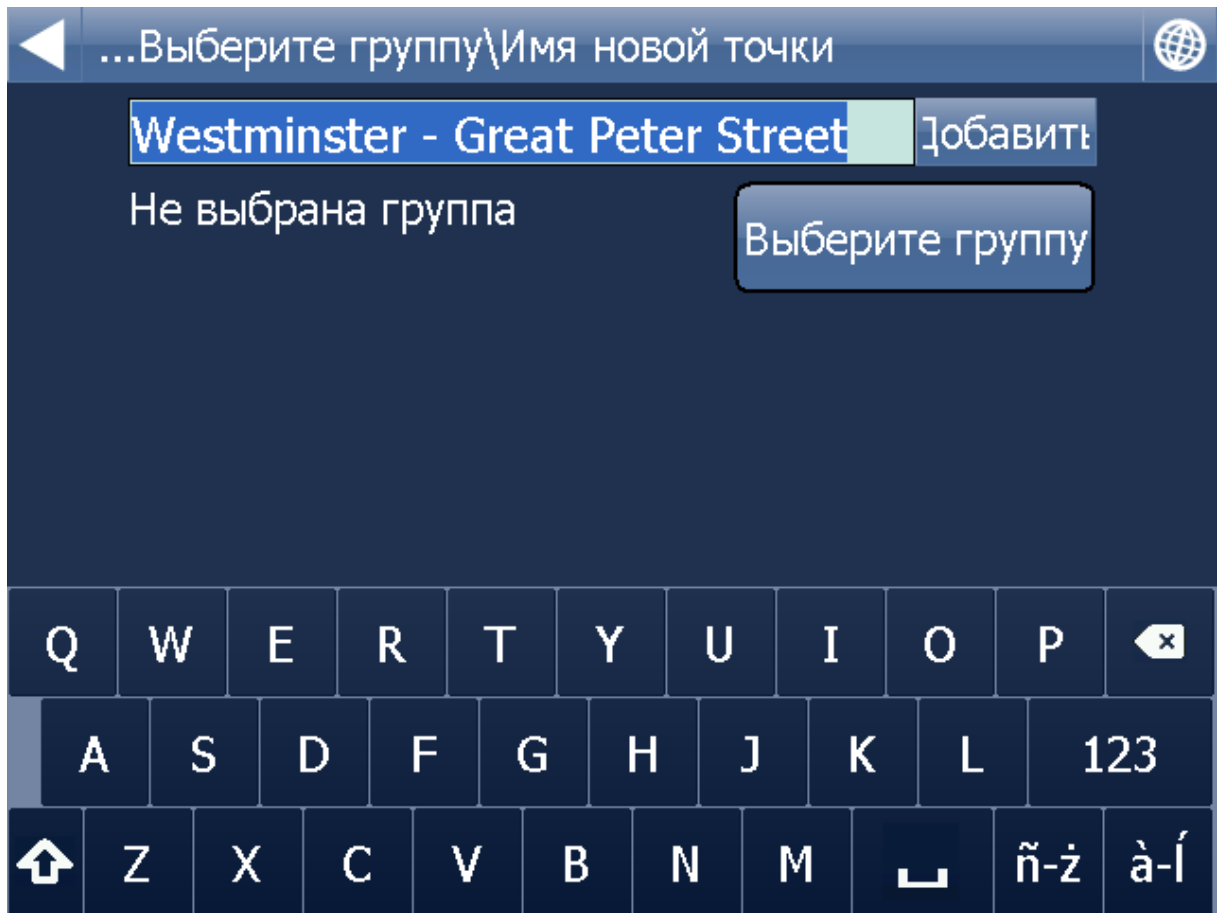 ...Выберите группу\Имя новой точки
Westminster - Great Peter Street Добавить
Не выбрана группа Выберите группу
Q W E R T Y U I O P
A S D F G H J K L 123
Z X C V B N M ñ-ż à-Í